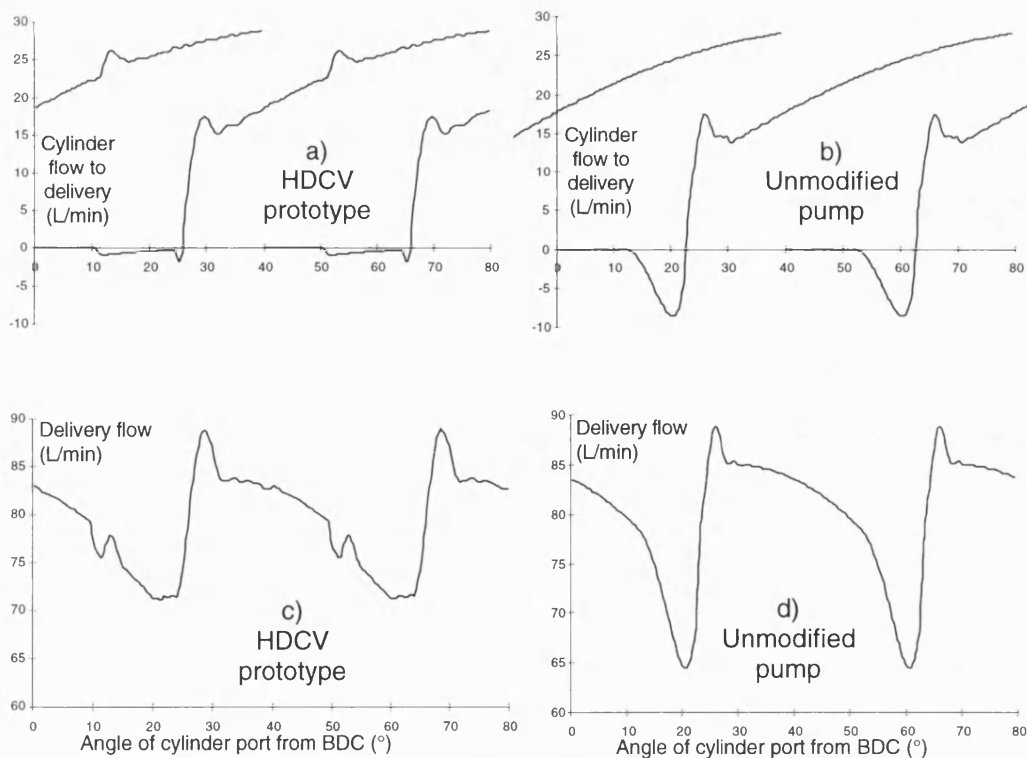 30
25
20
15
10
5
0
-5
-10
0 10 20 30 40 50 60 70 80
Cylinder
flow to
delivery
(L/min)
a)
HDCV
prototype
30
25
20
15
10
5
0
-5
-10
0 10 20 30 40 50 60 70 80
Cylinder
flow to
delivery
(L/min)
b)
Unmodified
pump
90
85
80
75
70
65
60
0 10 20 30 40 50 60 70 80
Delivery flow
(L/min)
c)
HDCV
prototype
Angle of cylinder port from BDC (°)
90
85
80
75
70
65
60
0 10 20 30 40 50 60 70 80
Delivery flow
(L/min)
d)
Unmodified
pump
Angle of cylinder port from BDC (°)